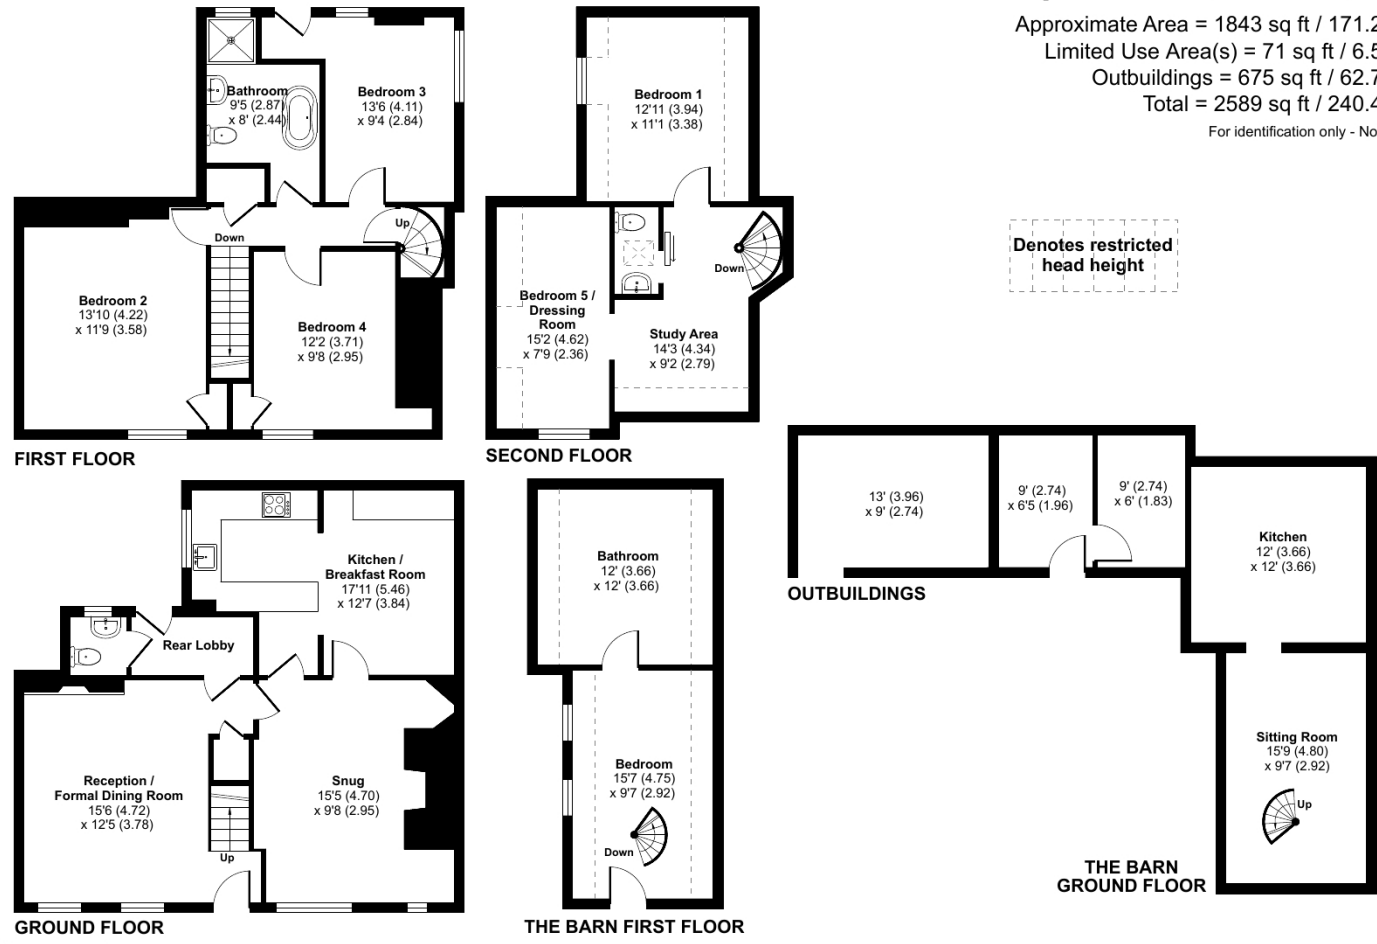 Approximate Area = 1843 sq ft / 171.2
Limited Use Area(s) = 71 sq ft / 6.5
Outbuildings = 675 sq ft / 62.7
Total = 2589 sq ft / 240.4
For identification only - No
Denotes restricted
head height
Bathroom
9'5 (2.87)
x 8' (2.44)
Bedroom 3
13'6 (4.11)
x 9'4 (2.84)
Up
Down
Bedroom 2
13'10 (4.22)
x 11'9 (3.58)
Bedroom 4
12'2 (3.71)
x 9'8 (2.95)
FIRST FLOOR
Bedroom 1
12'11 (3.94)
x 11'1 (3.38)
Down
Bedroom 5 /
Dressing
Room
15'2 (4.62)
x 7'9 (2.36)
Study Area
14'3 (4.34)
x 9'2 (2.79)
SECOND FLOOR
Kitchen /
Breakfast Room
17'11 (5.46)
x 12'7 (3.84)
Rear Lobby
Reception /
Formal Dining Room
15'6 (4.72)
x 12'5 (3.78)
Snug
15'5 (4.70)
x 9'8 (2.95)
Up
GROUND FLOOR
Bathroom
12' (3.66)
x 12' (3.66)
Bedroom
15'7 (4.75)
x 9'7 (2.92)
Down
THE BARN FIRST FLOOR
13' (3.96)
x 9' (2.74)
9' (2.74)
x 6'5 (1.96)
9' (2.74)
x 6' (1.83)
OUTBUILDINGS
Kitchen
12' (3.66)
x 12' (3.66)
Sitting Room
15'9 (4.80)
x 9'7 (2.92)
Up
THE BARN
GROUND FLOOR